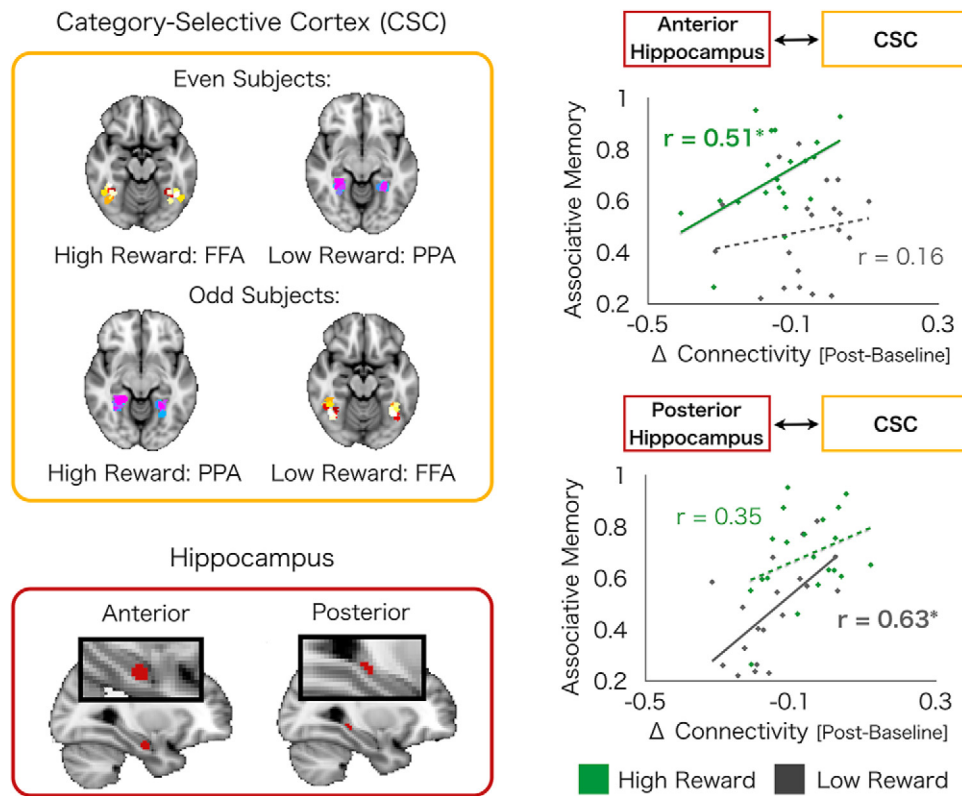 Category-Selective Cortex (CSC)
Even Subjects:
High Reward: FFA
Low Reward: PPA
Odd Subjects:
High Reward: PPA
Low Reward: FFA
Hippocampus
Anterior
Posterior
Anterior
Hippocampus
CSC
Associative Memory
1
0.8
0.6
0.4
0.2
r = 0.51*
r = 0.16
-0.5
-0.1
0.3
Δ Connectivity [Post-Baseline]
Posterior
Hippocampus
CSC
Associative Memory
1
0.8
0.6
0.4
0.2
r = 0.35
r = 0.63*
-0.5
-0.1
0.3
Δ Connectivity [Post-Baseline]
High Reward
Low Reward